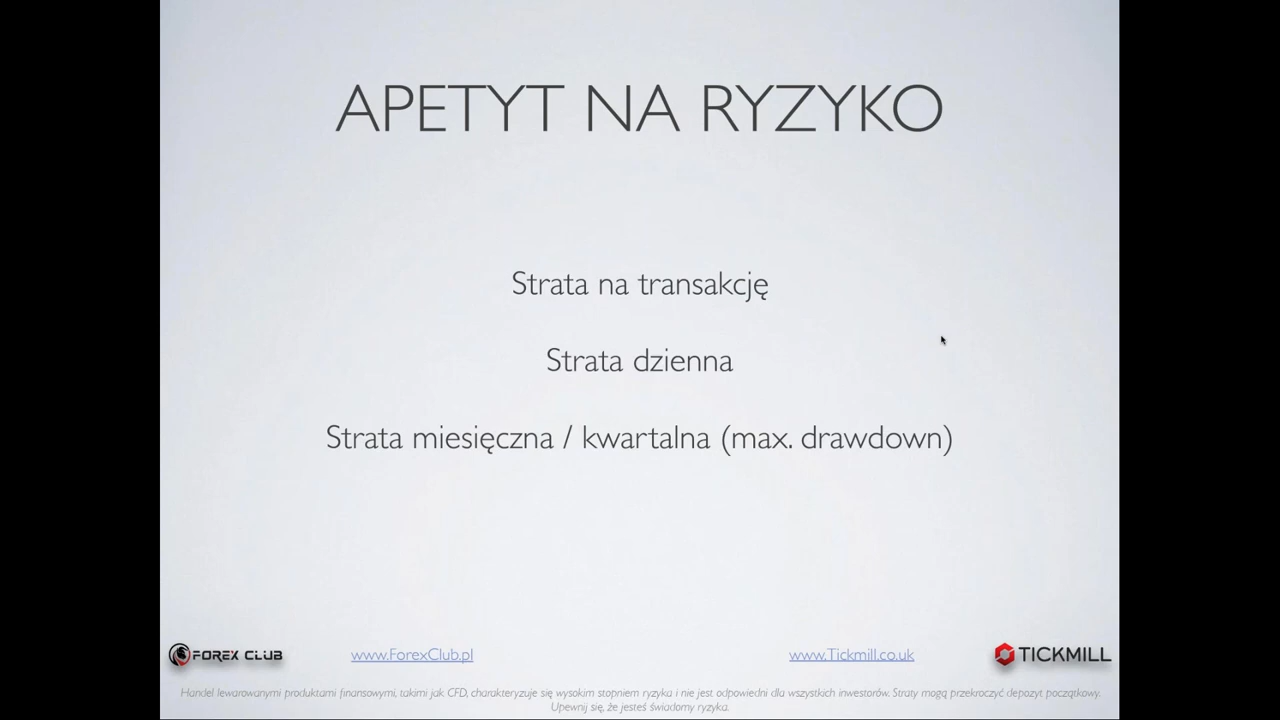 APETYT NA RYZYKO
Strata na transakcję
Strata dzienna
Strata miesięczna / kwartalna (max. drawdown)
FOREX CLUB
www.ForexClub.pl
www.Tickmill.co.uk
TICKMILL
Handel lewarowanymi produktami finansowymi, takimi jak CFD, charakteryzuje się wysokim stopniem ryzyka i nie jest odpowiedni dla wszystkich inwestorów. Straty mogą przekroczyć depozyt początkowy.
Upewnij się, że jesteś świadomy ryzyka.